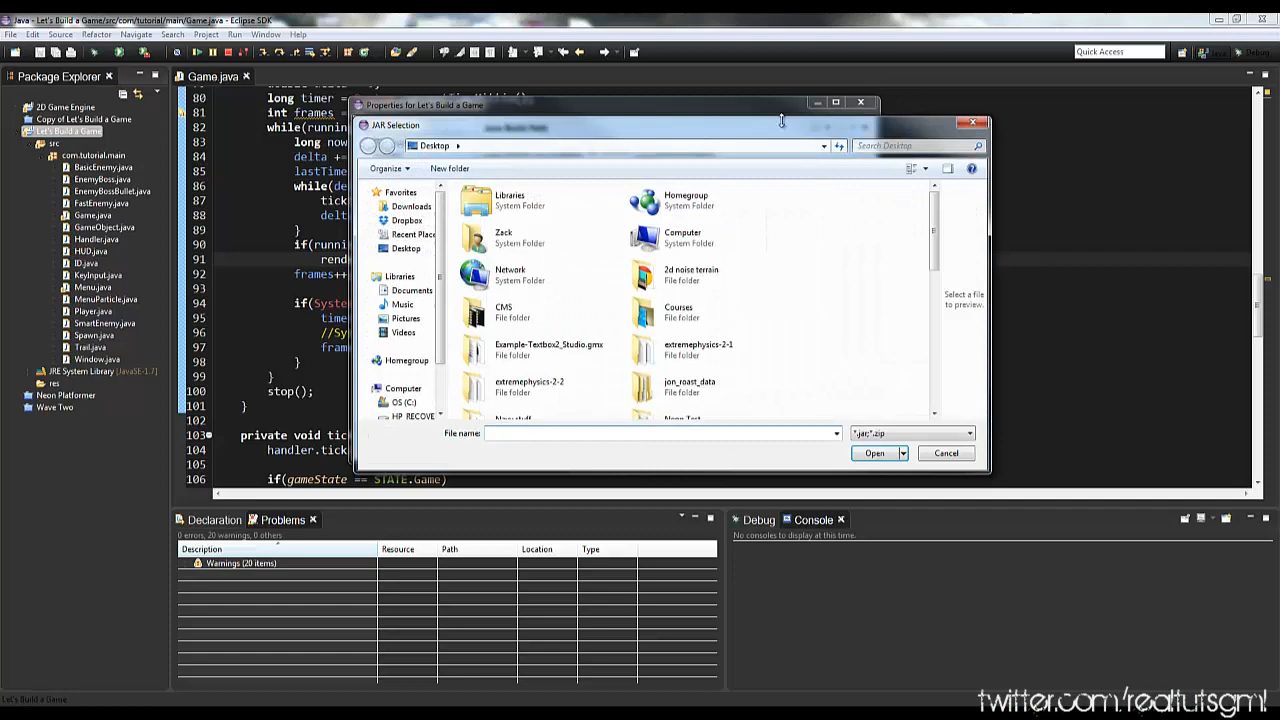 Java - Let's Build a Game/src/com/tutorial/main/Game.java - Eclipse SDK
File Edit Source Refactor Navigate Search Project Run Window Help
Quick Access
Java
Debug
Package Explorer
2D Game Engine
Copy of Let's Build a Game
Let's Build a Game
src
com.tutorial.main
BasicEnemy.java
EnemyBoss.java
EnemyBossBullet.java
FastEnemy.java
Game.java
GameObject.java
Handler.java
HUD.java
ID.java
KeyInput.java
Menu.java
MenuParticle.java
Player.java
SmartEnemy.java
Spawn.java
Trail.java
Window.java
JRE System Library [JavaSE-1.7]
res
Neon Platformer
Wave Two
Game.java
80 long timer =
81 int frames =
82 while(runnin
83 long now
84 delta +=
85 lastTime
86 while(de
87 tick
88 delt
89 }
90 if(runni
91 rend
92 frames++
93
94 if(Syste
95 time
96 //Sy
97 fram
98 }
99 }
100 stop();
101 }
102
103 private void tic
104 handler.tick
105
106 if(gameState == STATE.Game)
Properties for Let's Build a Game
JAR Selection
Desktop
Search Desktop
Organize
New folder
Favorites
Downloads
Dropbox
Recent Plac
Desktop
Libraries
Documents
Music
Pictures
Videos
Homegroup
Computer
OS (C:)
HP_RECOVE
Libraries
System Folder
Homegroup
System Folder
Zack
System Folder
Computer
System Folder
Network
System Folder
2d noise terrain
File folder
CMS
File folder
Courses
File folder
Example-Textbox2_Studio.gmx
File folder
extremephysics-2-1
File folder
extremephysics-2-2
File folder
jon_roast_data
File folder
Neon Test
Select a file
to preview.
File name:
*.jar;*.zip
Open
Cancel
Declaration
Problems
0 errors, 20 warnings, 0 others
Description Resource Path Location Type
Warnings (20 items)
Debug
Console
No consoles to display at this time.
Let's Build a Game
twitter.com/realtutsgml